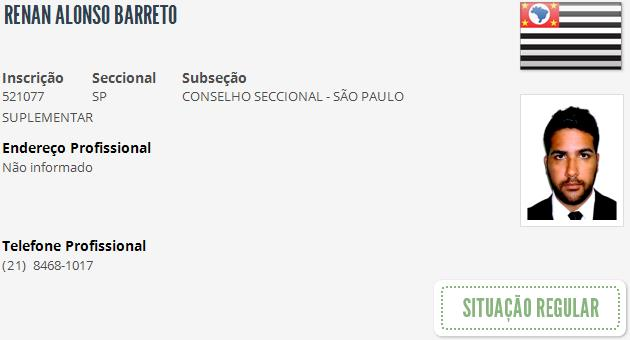 RENAN ALONSO BARRETO
Inscrição Seccional Subseção
521077 SP CONSELHO SECCIONAL - SÃO PAULO
SUPLEMENTAR
Endereço Profissional
Não informado
Telefone Profissional
(21) 8468-1017
SITUAÇÃO REGULAR